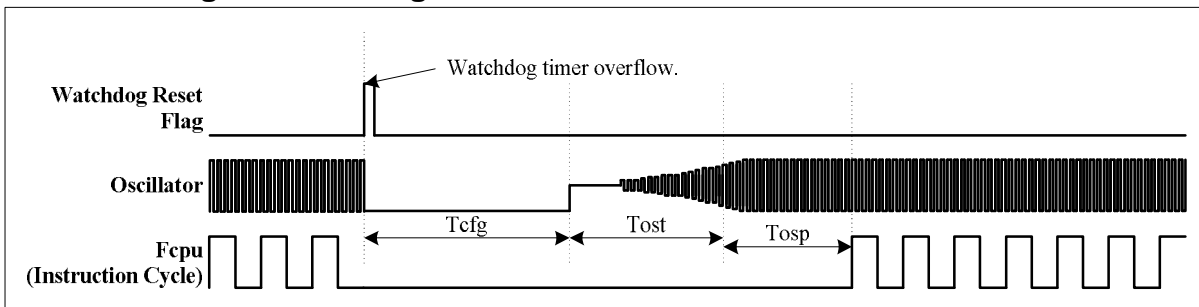 Watchdog timer overflow.
Watchdog Reset
Flag
Oscillator
Tcfg
Tost
Tosp
Fcpu
(Instruction Cycle)